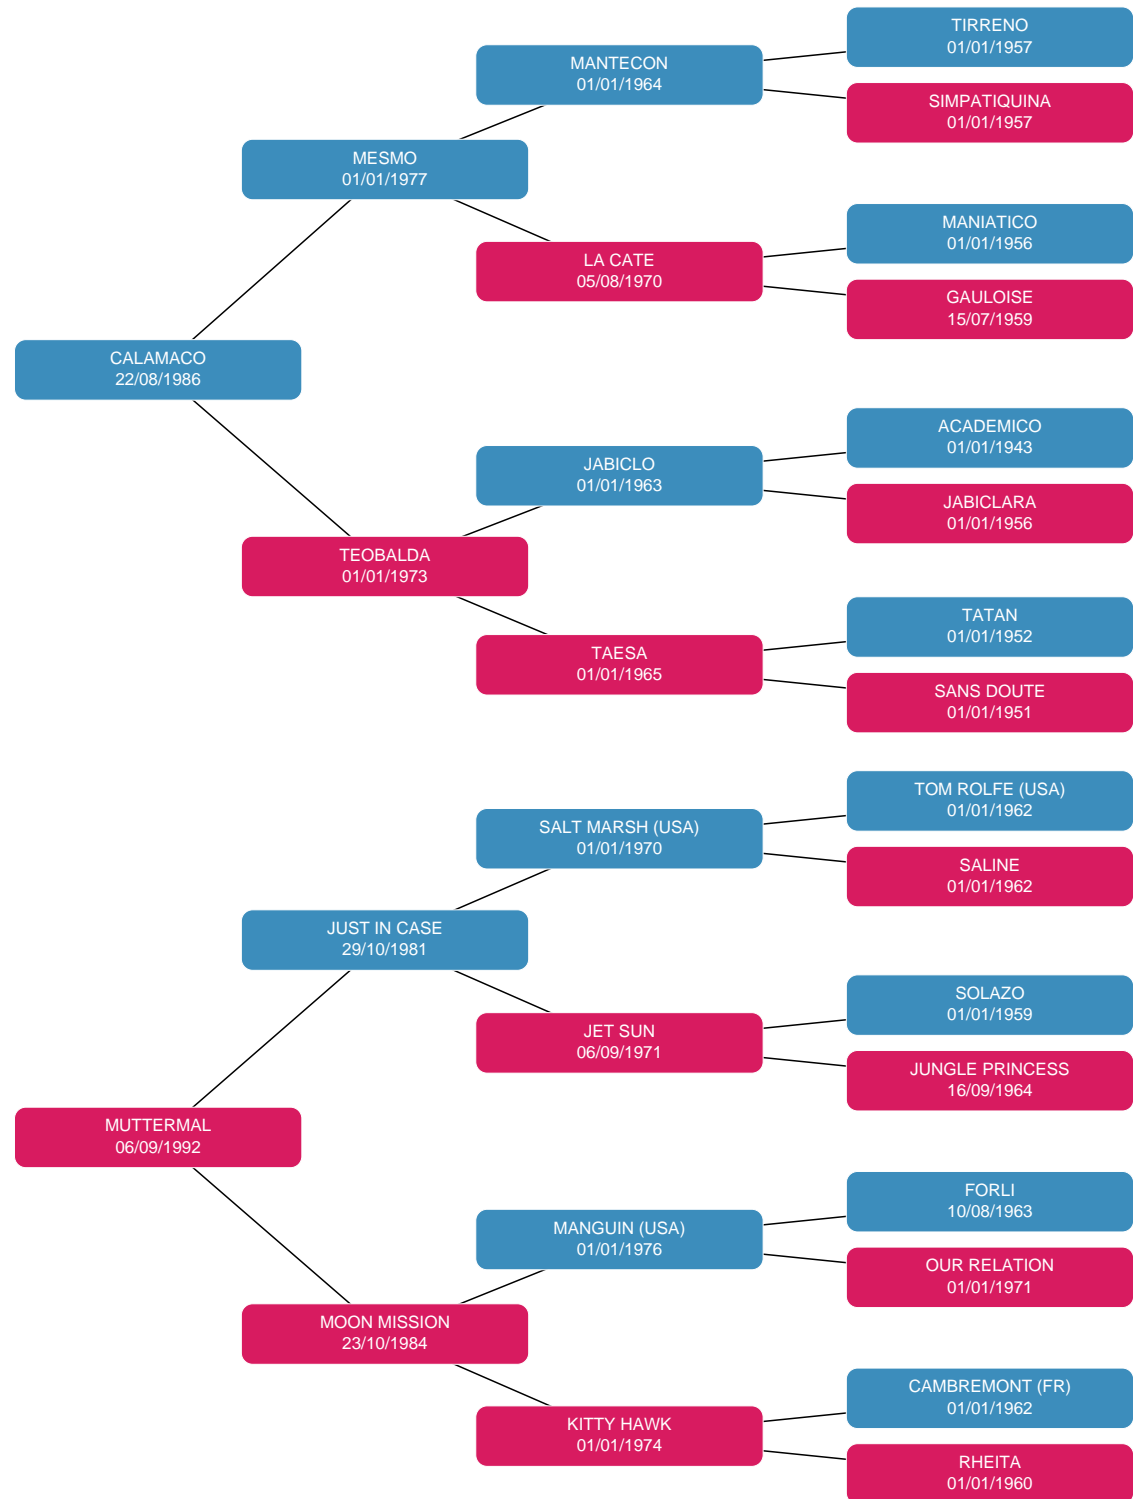 TIRRENO
01/01/1957
MANTECON
01/01/1964
SIMPATIQUINA
01/01/1957
MESMO
01/01/1977
MANIATICO
01/01/1956
LA CATE
05/08/1970
GAULOISE
15/07/1959
CALAMACO
22/08/1986
ACADEMICO
01/01/1943
JABICLO
01/01/1963
JABICLARA
01/01/1956
TEOBALDA
01/01/1973
TATAN
01/01/1952
TAESA
01/01/1965
SANS DOUTE
01/01/1951
TOM ROLFE (USA)
01/01/1962
SALT MARSH (USA)
01/01/1970
SALINE
01/01/1962
JUST IN CASE
29/10/1981
SOLAZO
01/01/1959
JET SUN
06/09/1971
JUNGLE PRINCESS
16/09/1964
MUTTERMAL
06/09/1992
FORLI
10/08/1963
MANGUIN (USA)
01/01/1976
OUR RELATION
01/01/1971
MOON MISSION
23/10/1984
CAMBREMONT (FR)
01/01/1962
KITTY HAWK
01/01/1974
RHEITA
01/01/1960